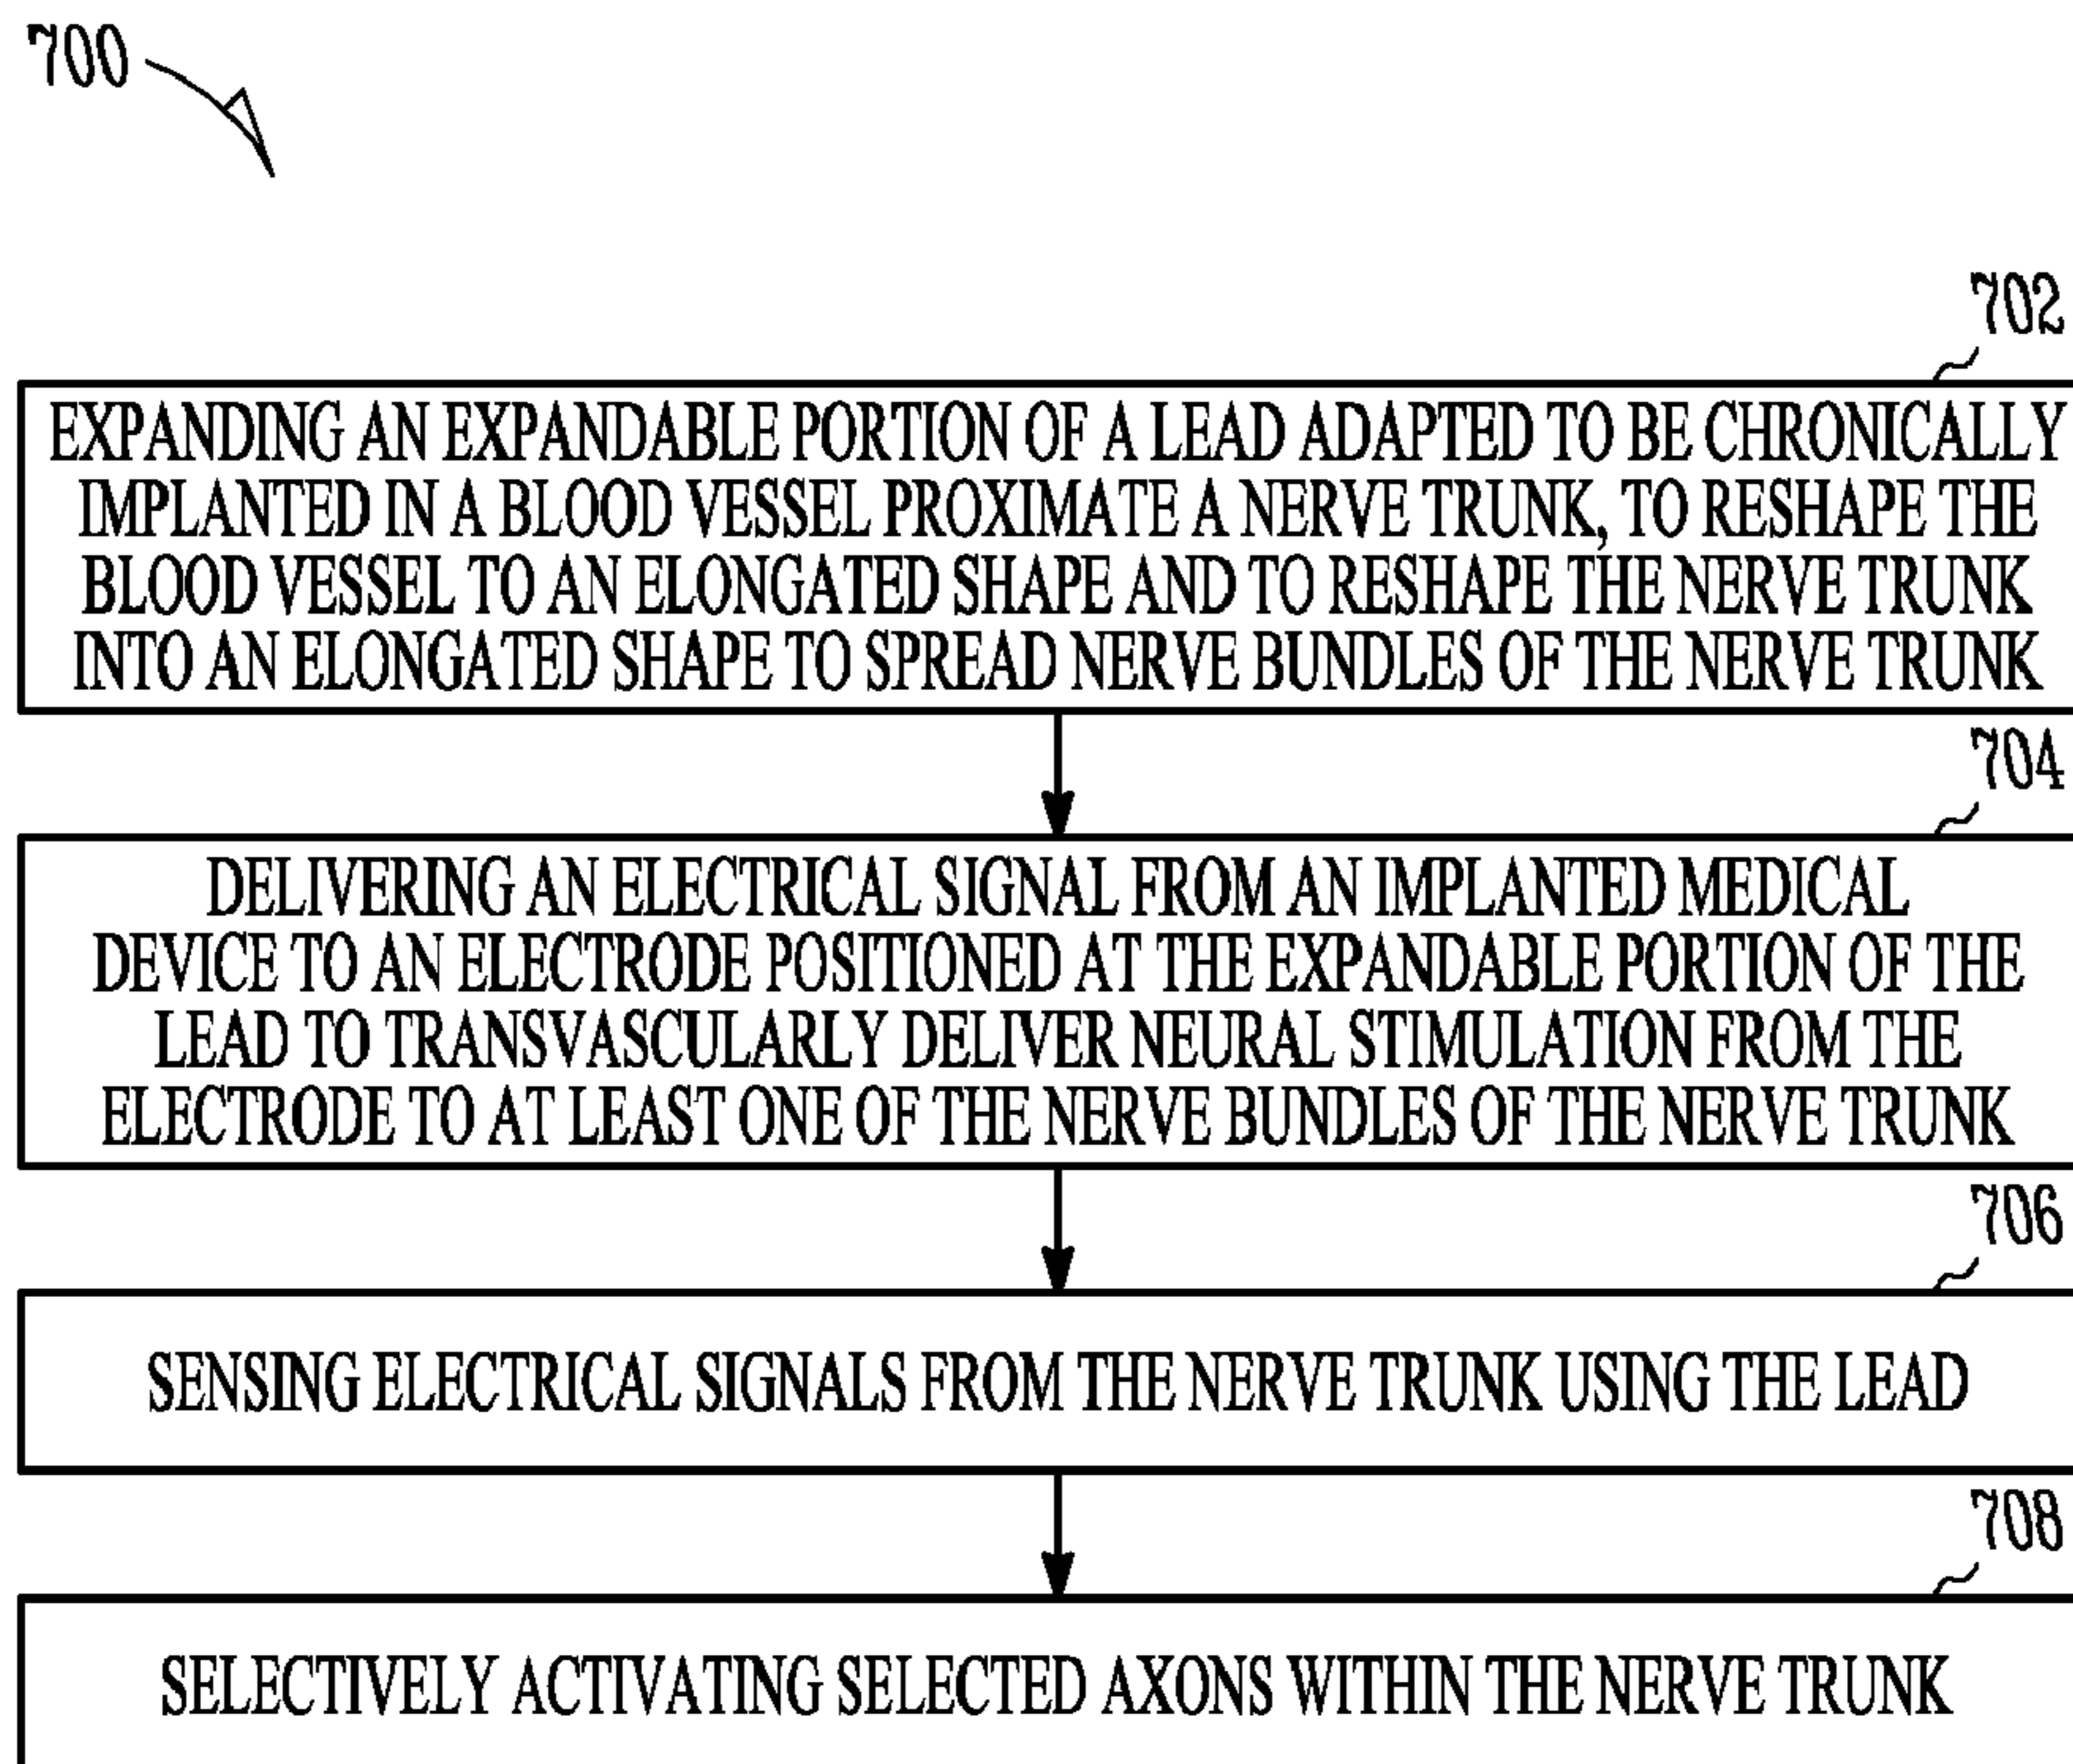 700
702
EXPANDING AN EXPANDABLE PORTION OF A LEAD ADAPTED TO BE CHRONICALLY
IMPLANTED IN A BLOOD VESSEL PROXIMATE A NERVE TRUNK, TO RESHAPE THE
BLOOD VESSEL TO AN ELONGATED SHAPE AND TO RESHAPE THE NERVE TRUNK
INTO AN ELONGATED SHAPE TO SPREAD NERVE BUNDLES OF THE NERVE TRUNK
704
DELIVERING AN ELECTRICAL SIGNAL FROM AN IMPLANTED MEDICAL
DEVICE TO AN ELECTRODE POSITIONED AT THE EXPANDABLE PORTION OF THE
LEAD TO TRANSVASCULARLY DELIVER NEURAL STIMULATION FROM THE
ELECTRODE TO AT LEAST ONE OF THE NERVE BUNDLES OF THE NERVE TRUNK
706
SENSING ELECTRICAL SIGNALS FROM THE NERVE TRUNK USING THE LEAD
708
SELECTIVELY ACTIVATING SELECTED AXONS WITHIN THE NERVE TRUNK